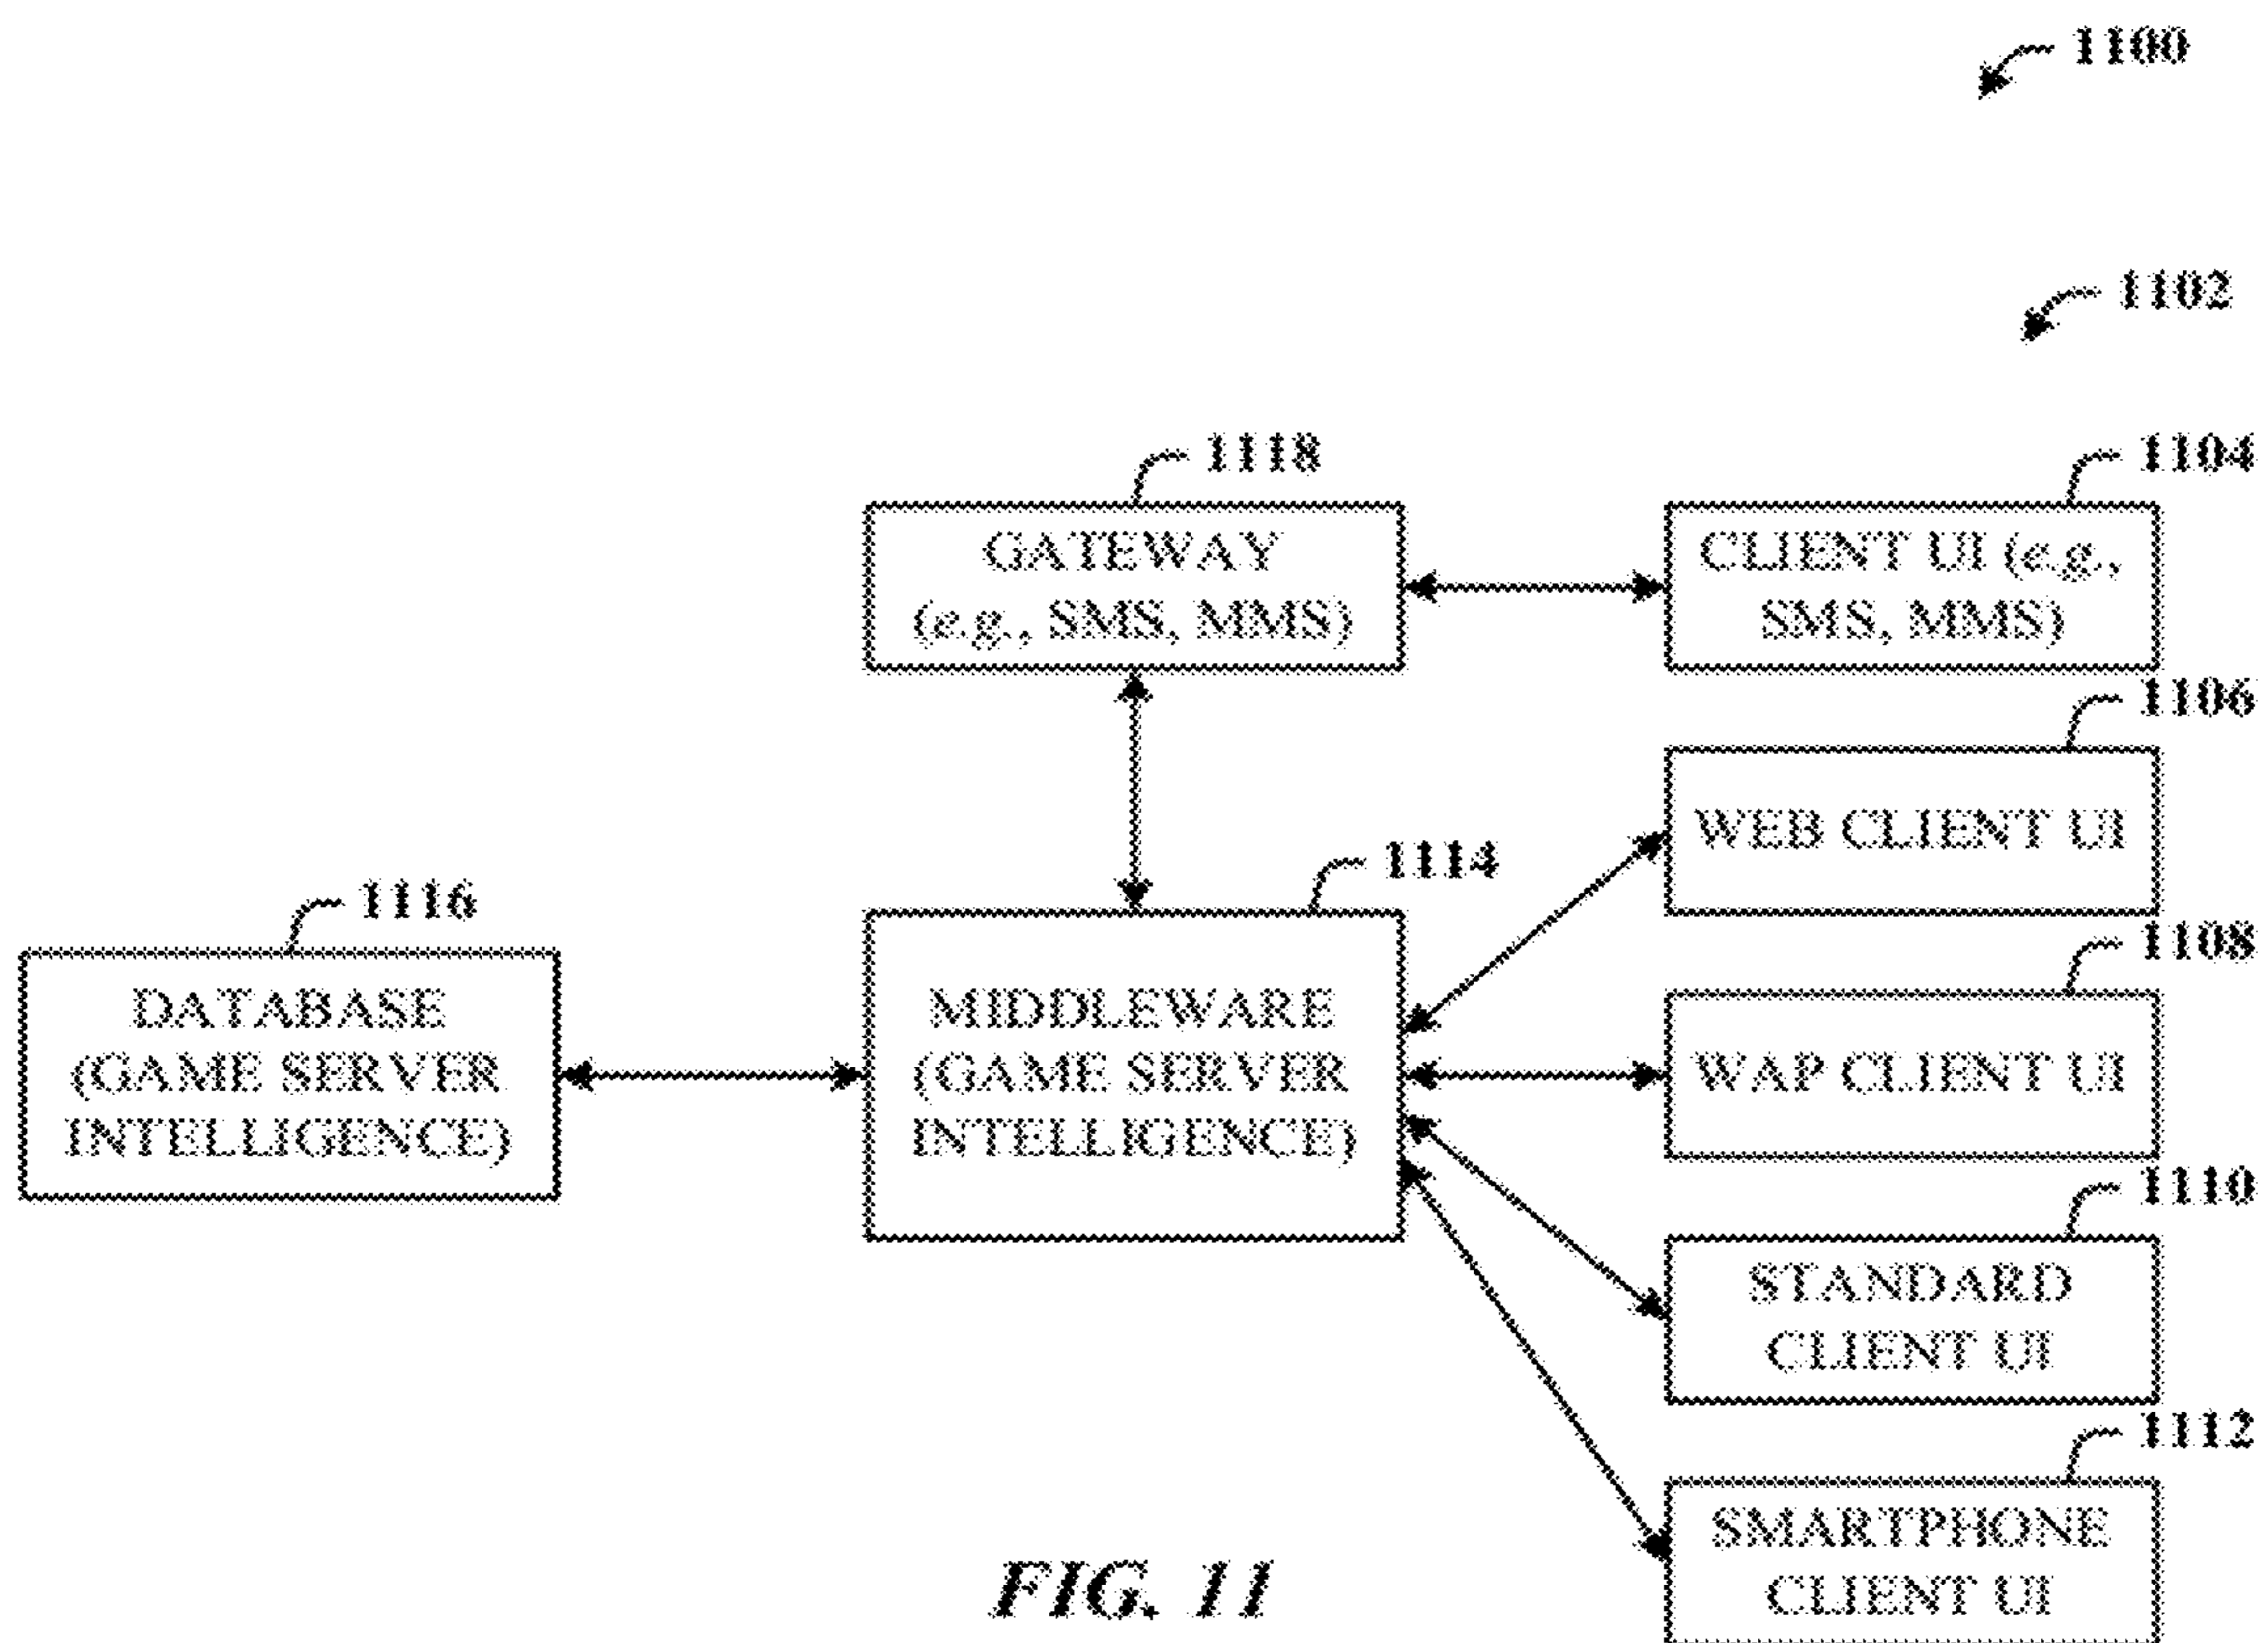 1100
1102
1118
1104
GATEWAY
(e.g., SMS, MMS)
CLIENT UI (e.g.,
SMS, MMS)
1106
WEB CLIENT UI
1114
1116
1108
DATABASE
(GAME SERVER
INTELLIGENCE)
MIDDLEWARE
(GAME SERVER
INTELLIGENCE)
WAP CLIENT UI
1110
STANDARD
CLIENT UI
1112
SMARTPHONE
CLIENT UI
FIG. 11